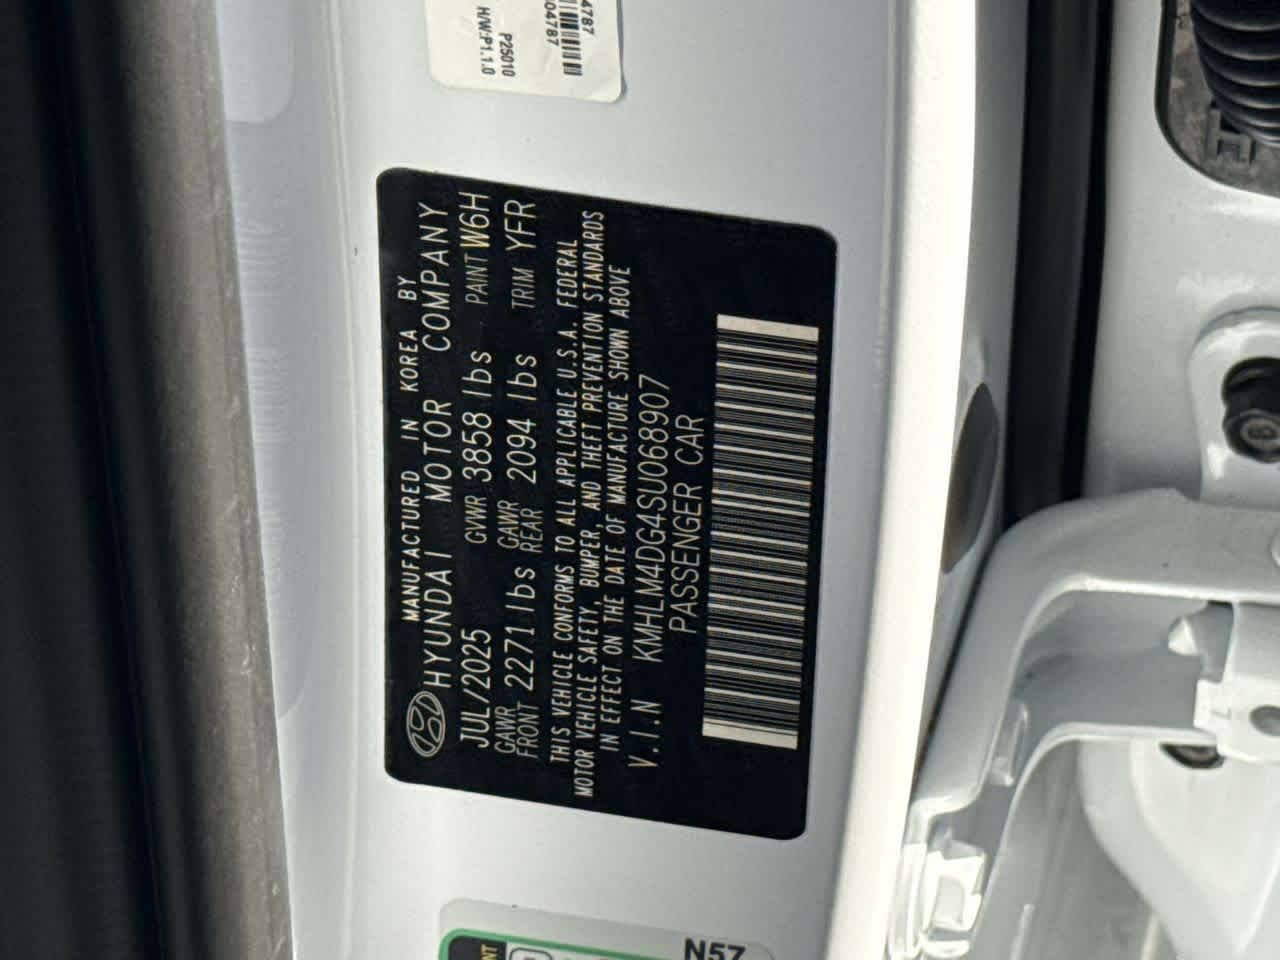 4787
04787
P25010
H/W:P1.1.0
MANUFACTURED IN KOREA BY
HYUNDAI MOTOR COMPANY
JUL/2025 GVWR 3858 lbs PAINT W6H
GAWR FRONT 2271 lbs GAWR REAR 2094 lbs TRIM YFR
THIS VEHICLE CONFORMS TO ALL APPLICABLE U.S.A. FEDERAL
MOTOR VEHICLE SAFETY, BUMPER, AND THEFT PREVENTION STANDARDS
IN EFFECT ON THE DATE OF MANUFACTURE SHOWN ABOVE
V.I.N KMHLM4DG4SU068907
PASSENGER CAR
N57